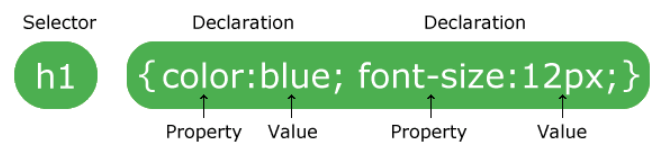 Selector Declaration Declaration
h1 {color:blue; font-size:12px;}
Property Value Property Value